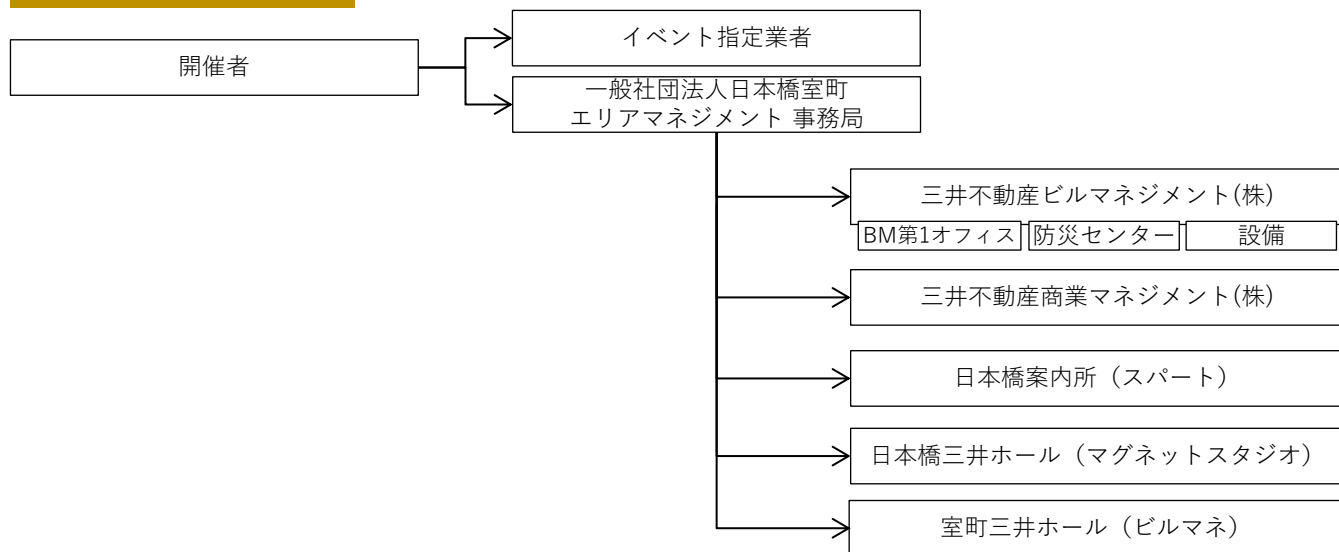 開催者
イベント指定業者
一般社団法人日本橋室町
エリアマネジメント 事務局
三井不動産ビルマネジメント(株)
BM第1オフィス
防災センター
設備
三井不動産商業マネジメント(株)
日本橋案内所（スパート）
日本橋三井ホール（マグネットスタジオ）
室町三井ホール（ビルマネ）